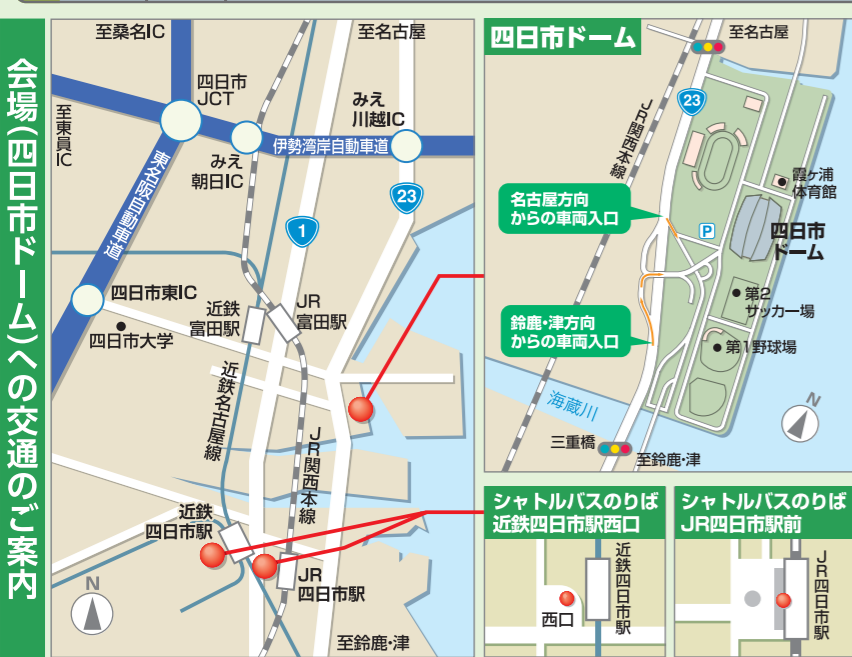 会場(四日市ドーム)への交通のご案内
至桑名IC
至名古屋
四日市
JCT
みえ
川越IC
至東員IC
みえ
朝日IC
伊勢湾岸自動車道
東名阪自動車道
23
1
四日市東IC
四日市大学
近鉄
富田駅
JR
富田駅
近鉄名古屋線
JR関西本線
近鉄
四日市駅
JR
四日市駅
N
至鈴鹿・津
四日市ドーム
至名古屋
23
JR関西本線
霞ヶ浦
体育館
名古屋方向
からの車両入口
P
四日市
ドーム
第2
サッカー場
鈴鹿・津方向
からの車両入口
第1野球場
海蔵川
N
三重橋
至鈴鹿・津
シャトルバスのりば
近鉄四日市駅西口
近鉄四日市駅
西口
シャトルバスのりば
JR四日市駅前
JR四日市駅